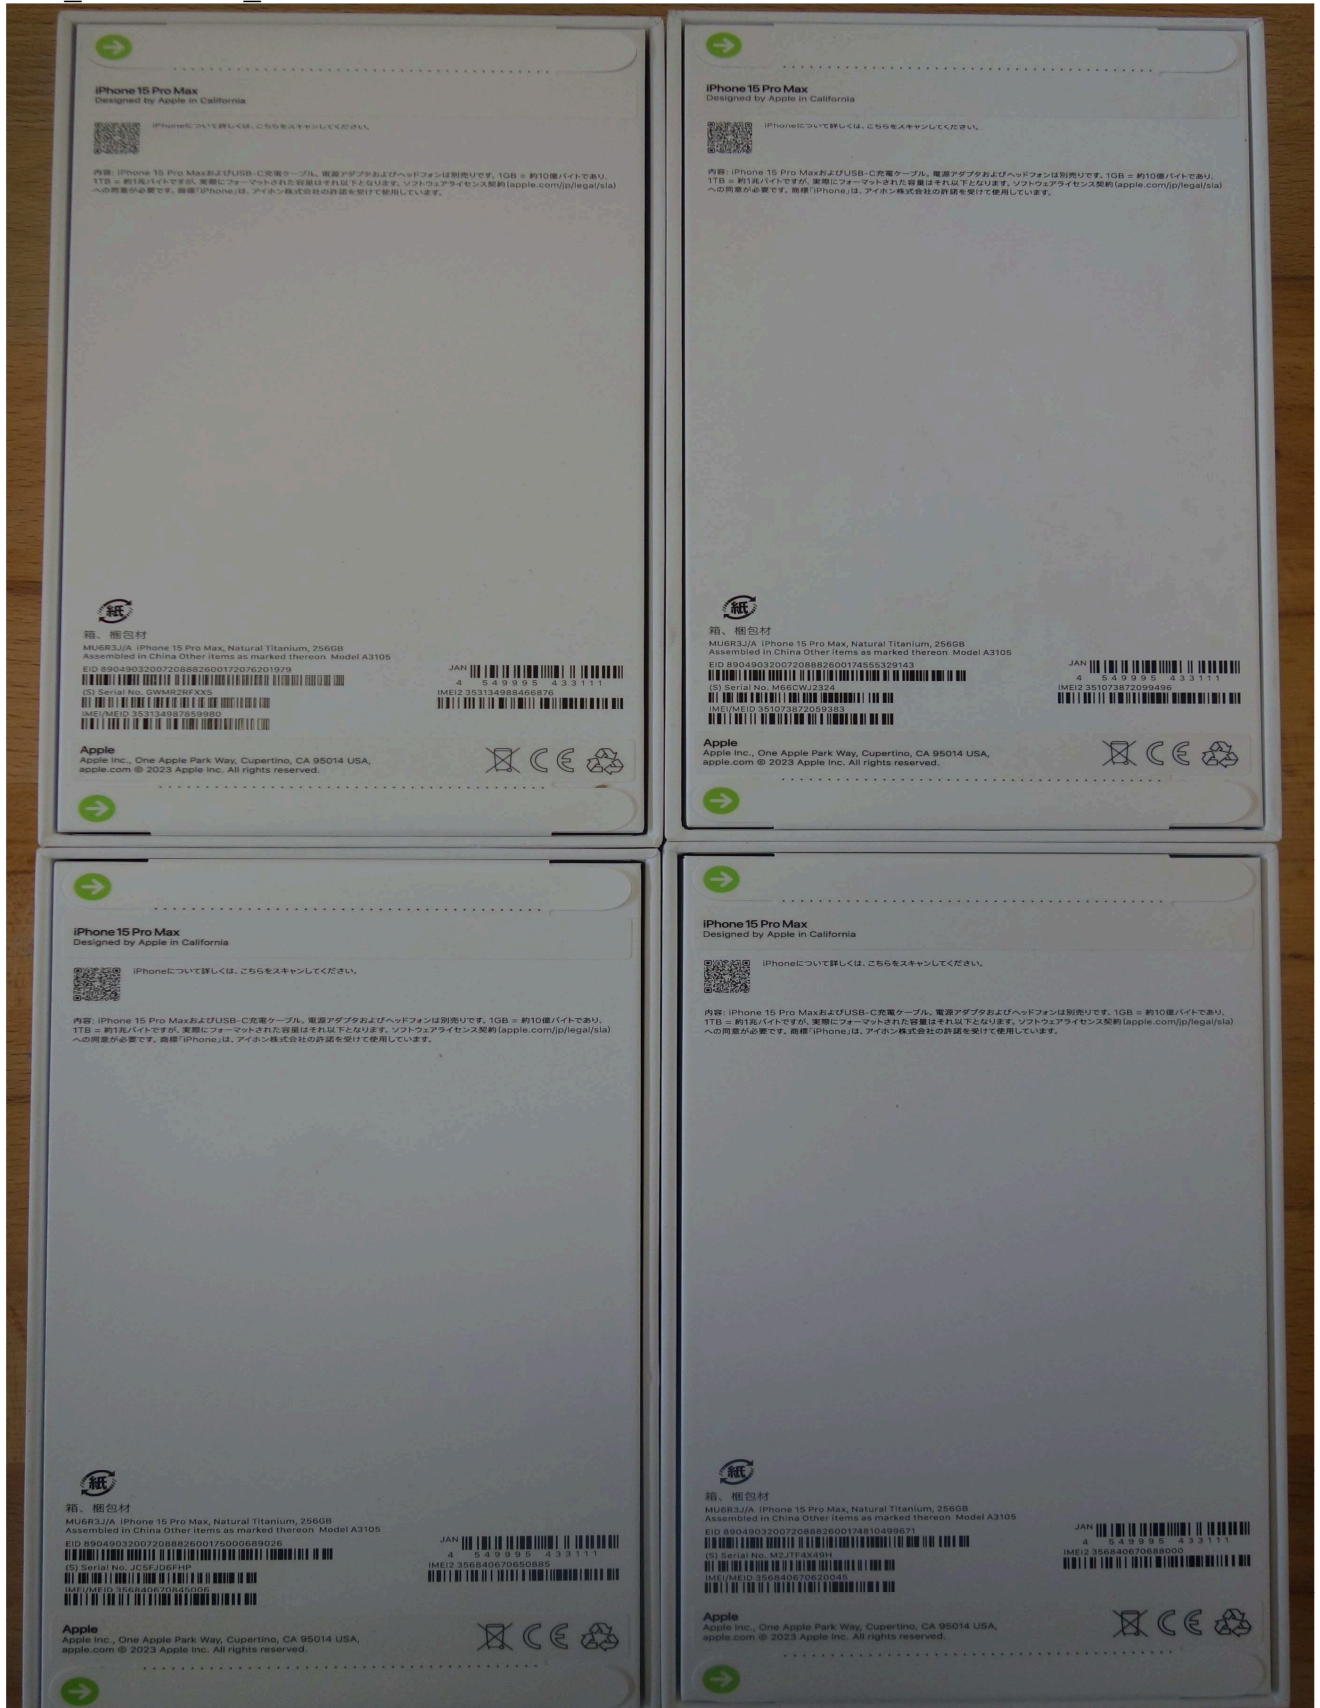 iPhone 15 Pro Max
Designed by Apple in California
iPhoneについて詳しくは、こちらをスキャンしてください。
内容: iPhone 15 Pro MaxおよびUSB-C充電ケーブル。電源アダプタおよびヘッドフォンは別売りです。1GB = 約10億バイトであり、
1TB = 約1兆バイトですが、実際にフォーマットされた容量はそれ以下となります。ソフトウェアライセンス契約(apple.com/jp/legal/sla)
への同意が必要です。商標「iPhone」は、アイホン株式会社の許諾を受けて使用しています。
紙
箱、梱包材
MU6R3J/A iPhone 15 Pro Max, Natural Titanium, 256GB
Assembled in China Other items as marked thereon Model A3105
EID 89049032007208882600172076201979
(S) Serial No. GWMR2RFXX5
IMEI/MEID 353134987859980
JAN
4 549995 433111
IMEI2 353134988466876
Apple
Apple Inc., One Apple Park Way, Cupertino, CA 95014 USA,
apple.com © 2023 Apple Inc. All rights reserved.
CE
iPhone 15 Pro Max
Designed by Apple in California
iPhoneについて詳しくは、こちらをスキャンしてください。
内容: iPhone 15 Pro MaxおよびUSB-C充電ケーブル。電源アダプタおよびヘッドフォンは別売りです。1GB = 約10億バイトであり、
1TB = 約1兆バイトですが、実際にフォーマットされた容量はそれ以下となります。ソフトウェアライセンス契約(apple.com/jp/legal/sla)
への同意が必要です。商標「iPhone」は、アイホン株式会社の許諾を受けて使用しています。
紙
箱、梱包材
MU6R3J/A iPhone 15 Pro Max, Natural Titanium, 256GB
Assembled in China Other items as marked thereon Model A3105
EID 89049032007208882600174555329143
(S) Serial No. M66CWJ2324
IMEI/MEID 351073872059383
JAN
4 549995 433111
IMEI2 351073872099496
Apple
Apple Inc., One Apple Park Way, Cupertino, CA 95014 USA,
apple.com © 2023 Apple Inc. All rights reserved.
CE
iPhone 15 Pro Max
Designed by Apple in California
iPhoneについて詳しくは、こちらをスキャンしてください。
内容: iPhone 15 Pro MaxおよびUSB-C充電ケーブル。電源アダプタおよびヘッドフォンは別売りです。1GB = 約10億バイトであり、
1TB = 約1兆バイトですが、実際にフォーマットされた容量はそれ以下となります。ソフトウェアライセンス契約(apple.com/jp/legal/sla)
への同意が必要です。商標「iPhone」は、アイホン株式会社の許諾を受けて使用しています。
紙
箱、梱包材
MU6R3J/A iPhone 15 Pro Max, Natural Titanium, 256GB
Assembled in China Other items as marked thereon Model A3105
EID 89049032007208882600175000689026
(S) Serial No. JC5FJD6FHP
IMEI/MEID 356840670845006
JAN
4 549995 433111
IMEI2 356840670650885
Apple
Apple Inc., One Apple Park Way, Cupertino, CA 95014 USA,
apple.com © 2023 Apple Inc. All rights reserved.
CE
iPhone 15 Pro Max
Designed by Apple in California
iPhoneについて詳しくは、こちらをスキャンしてください。
内容: iPhone 15 Pro MaxおよびUSB-C充電ケーブル。電源アダプタおよびヘッドフォンは別売りです。1GB = 約10億バイトであり、
1TB = 約1兆バイトですが、実際にフォーマットされた容量はそれ以下となります。ソフトウェアライセンス契約(apple.com/jp/legal/sla)
への同意が必要です。商標「iPhone」は、アイホン株式会社の許諾を受けて使用しています。
紙
箱、梱包材
MU6R3J/A iPhone 15 Pro Max, Natural Titanium, 256GB
Assembled in China Other items as marked thereon Model A3105
EID 89049032007208882600174810499671
(S) Serial No. M2JTF4X49H
IMEI/MEID 356840670620045
JAN
4 549995 433111
IMEI2 356840670688000
Apple
Apple Inc., One Apple Park Way, Cupertino, CA 95014 USA,
apple.com © 2023 Apple Inc. All rights reserved.
CE